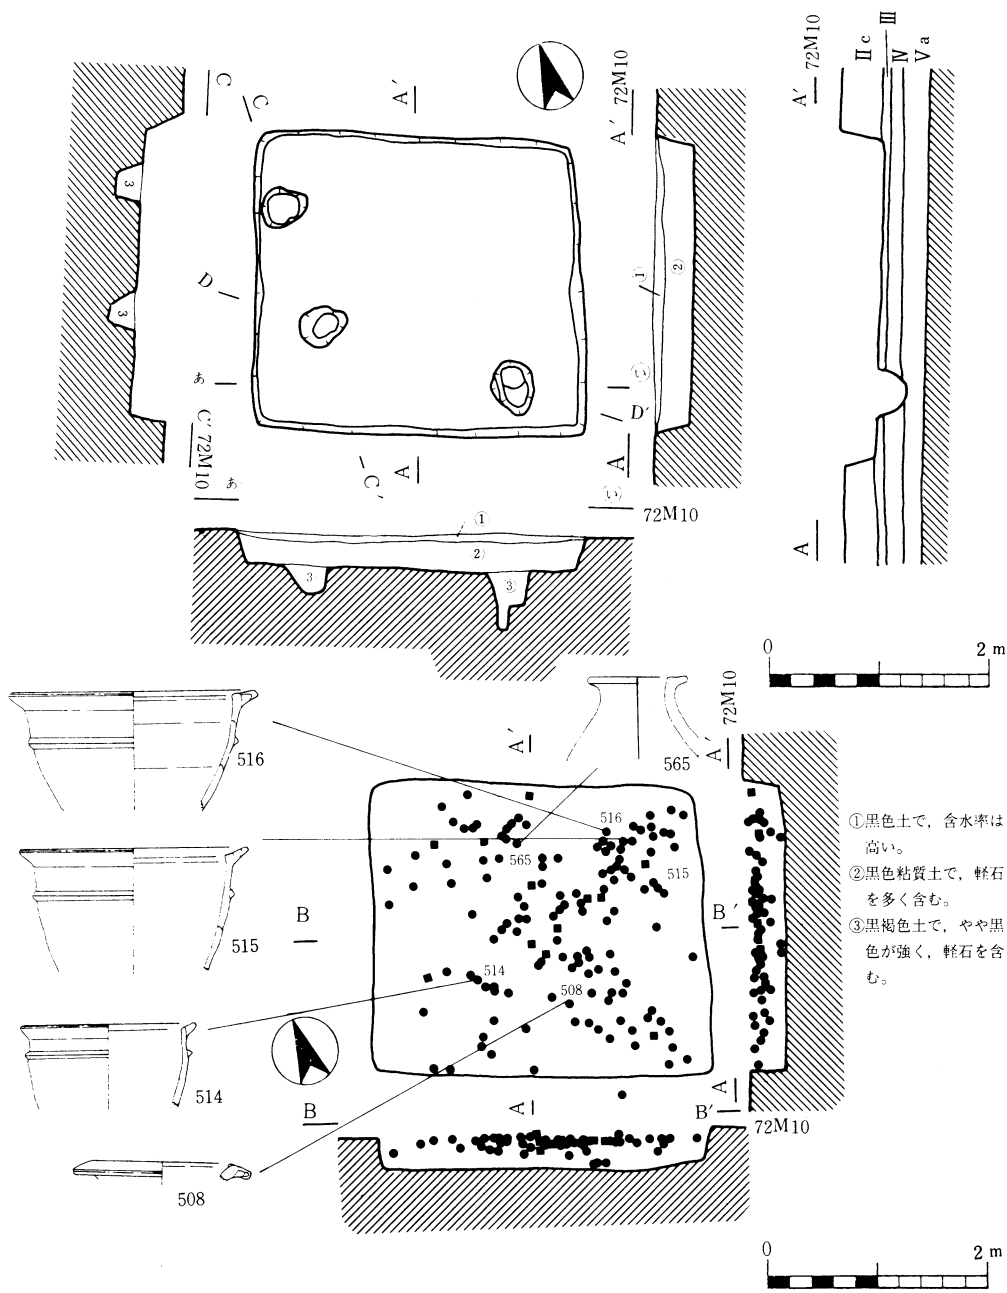 C
C
A'
A'
72M10
A'
72M10
Ⅱc
Ⅲ
Ⅳ
Ⅴa
3
3
D
①
②
あ
(い)
D'
C'
72M10
あ
C'
A
A
(い)
72M10
A
①
②
3
③
0
2m
516
565
A'
A'
72M10
516
565
515
515
B
B'
514
508
514
①黒色土で，含水率は
高い。
②黒色粘質土で，軽石
を多く含む。
③黒褐色土で，やや黒
色が強く，軽石を含
む。
B
A
A
B'
72M10
508
0
2m